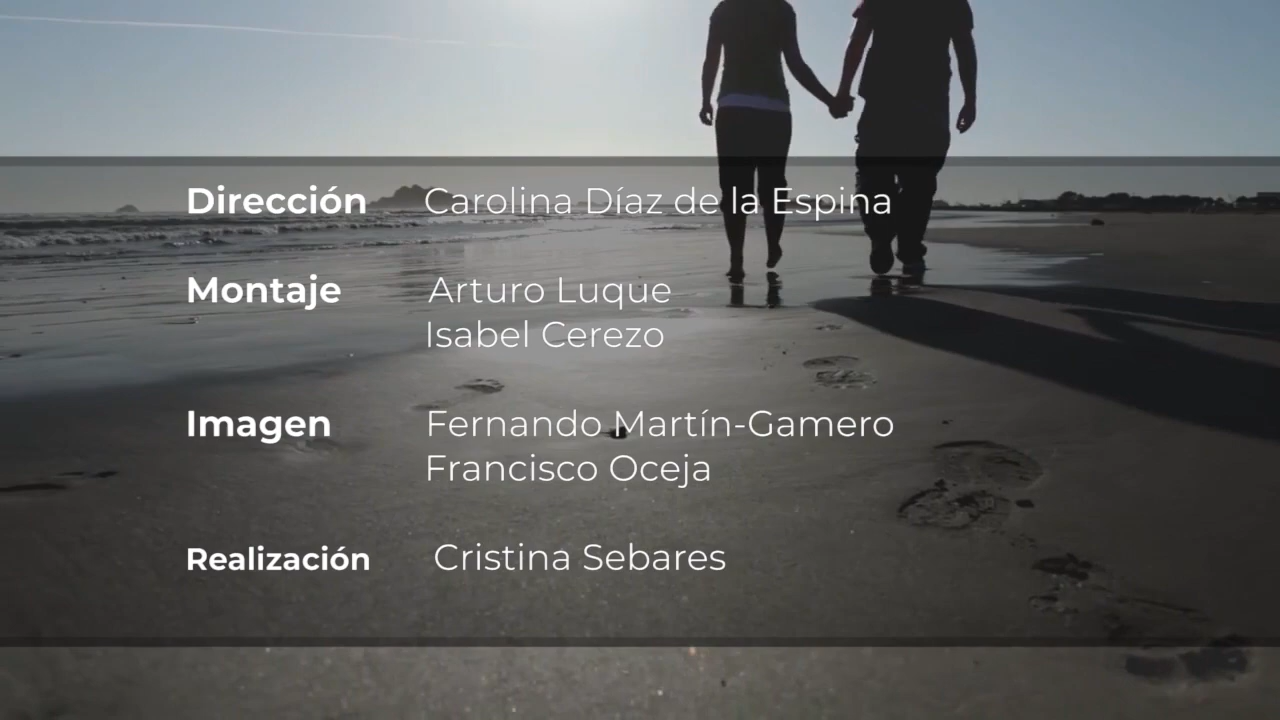 Dirección Carolina Díaz de la Espina
Montaje Arturo Luque
Isabel Cerezo
Imagen Fernando Martín-Gamero
Francisco Oceja
Realización Cristina Sebares